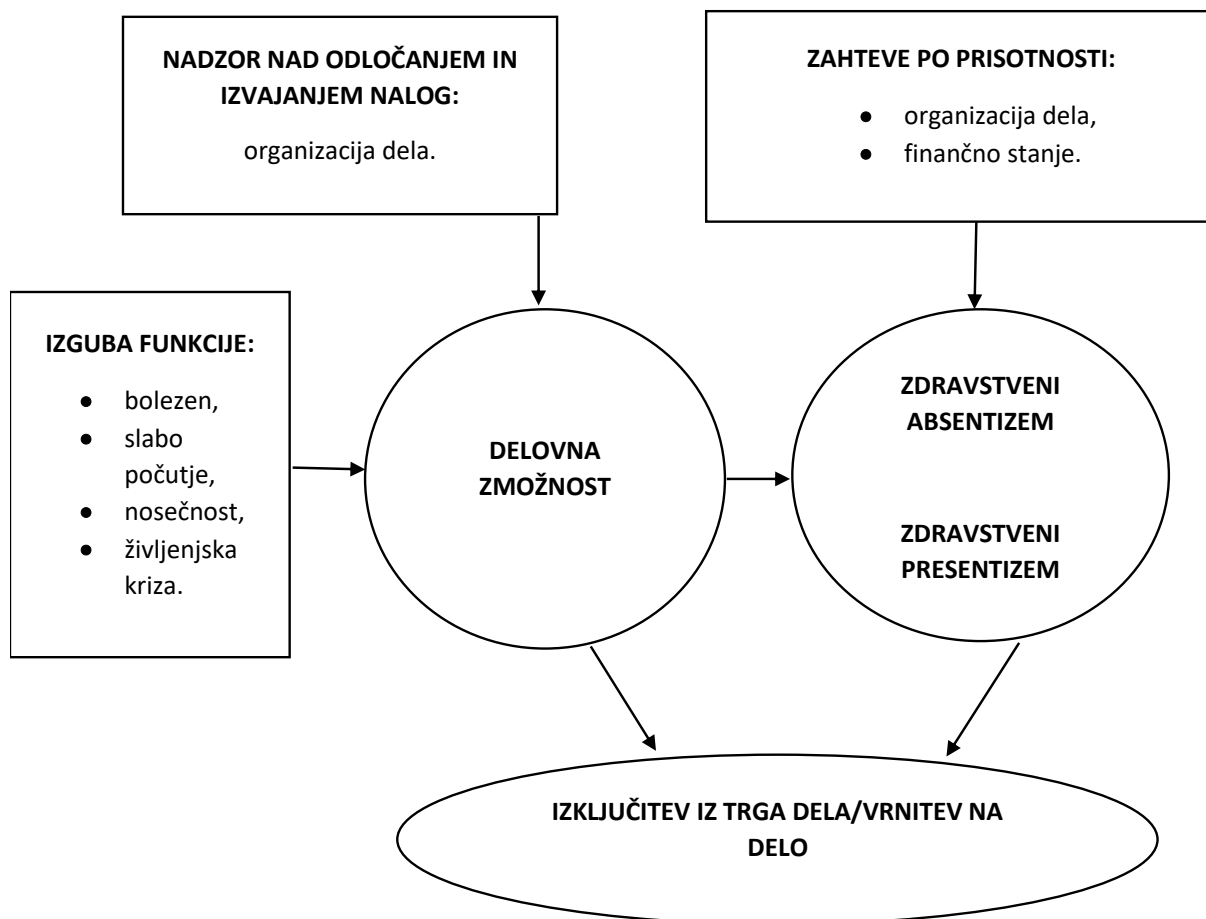 NADZOR NAD ODLOČANJEM IN
IZVAJANJEM NALOG:
organizacija dela.
ZAHTEVE PO PRISOTNOSTI:
● organizacija dela,
● finančno stanje.
IZGUBA FUNKCIJE:
● bolezen,
● slabo
počutje,
● nosečnost,
● življenjska
kriza.
DELOVNA
ZMOŽNOST
ZDRAVSTVENI
ABSENTIZEM
ZDRAVSTVENI
PRESENTIZEM
IZKLJUČITEV IZ TRGA DELA/VRNITEV NA
DELO